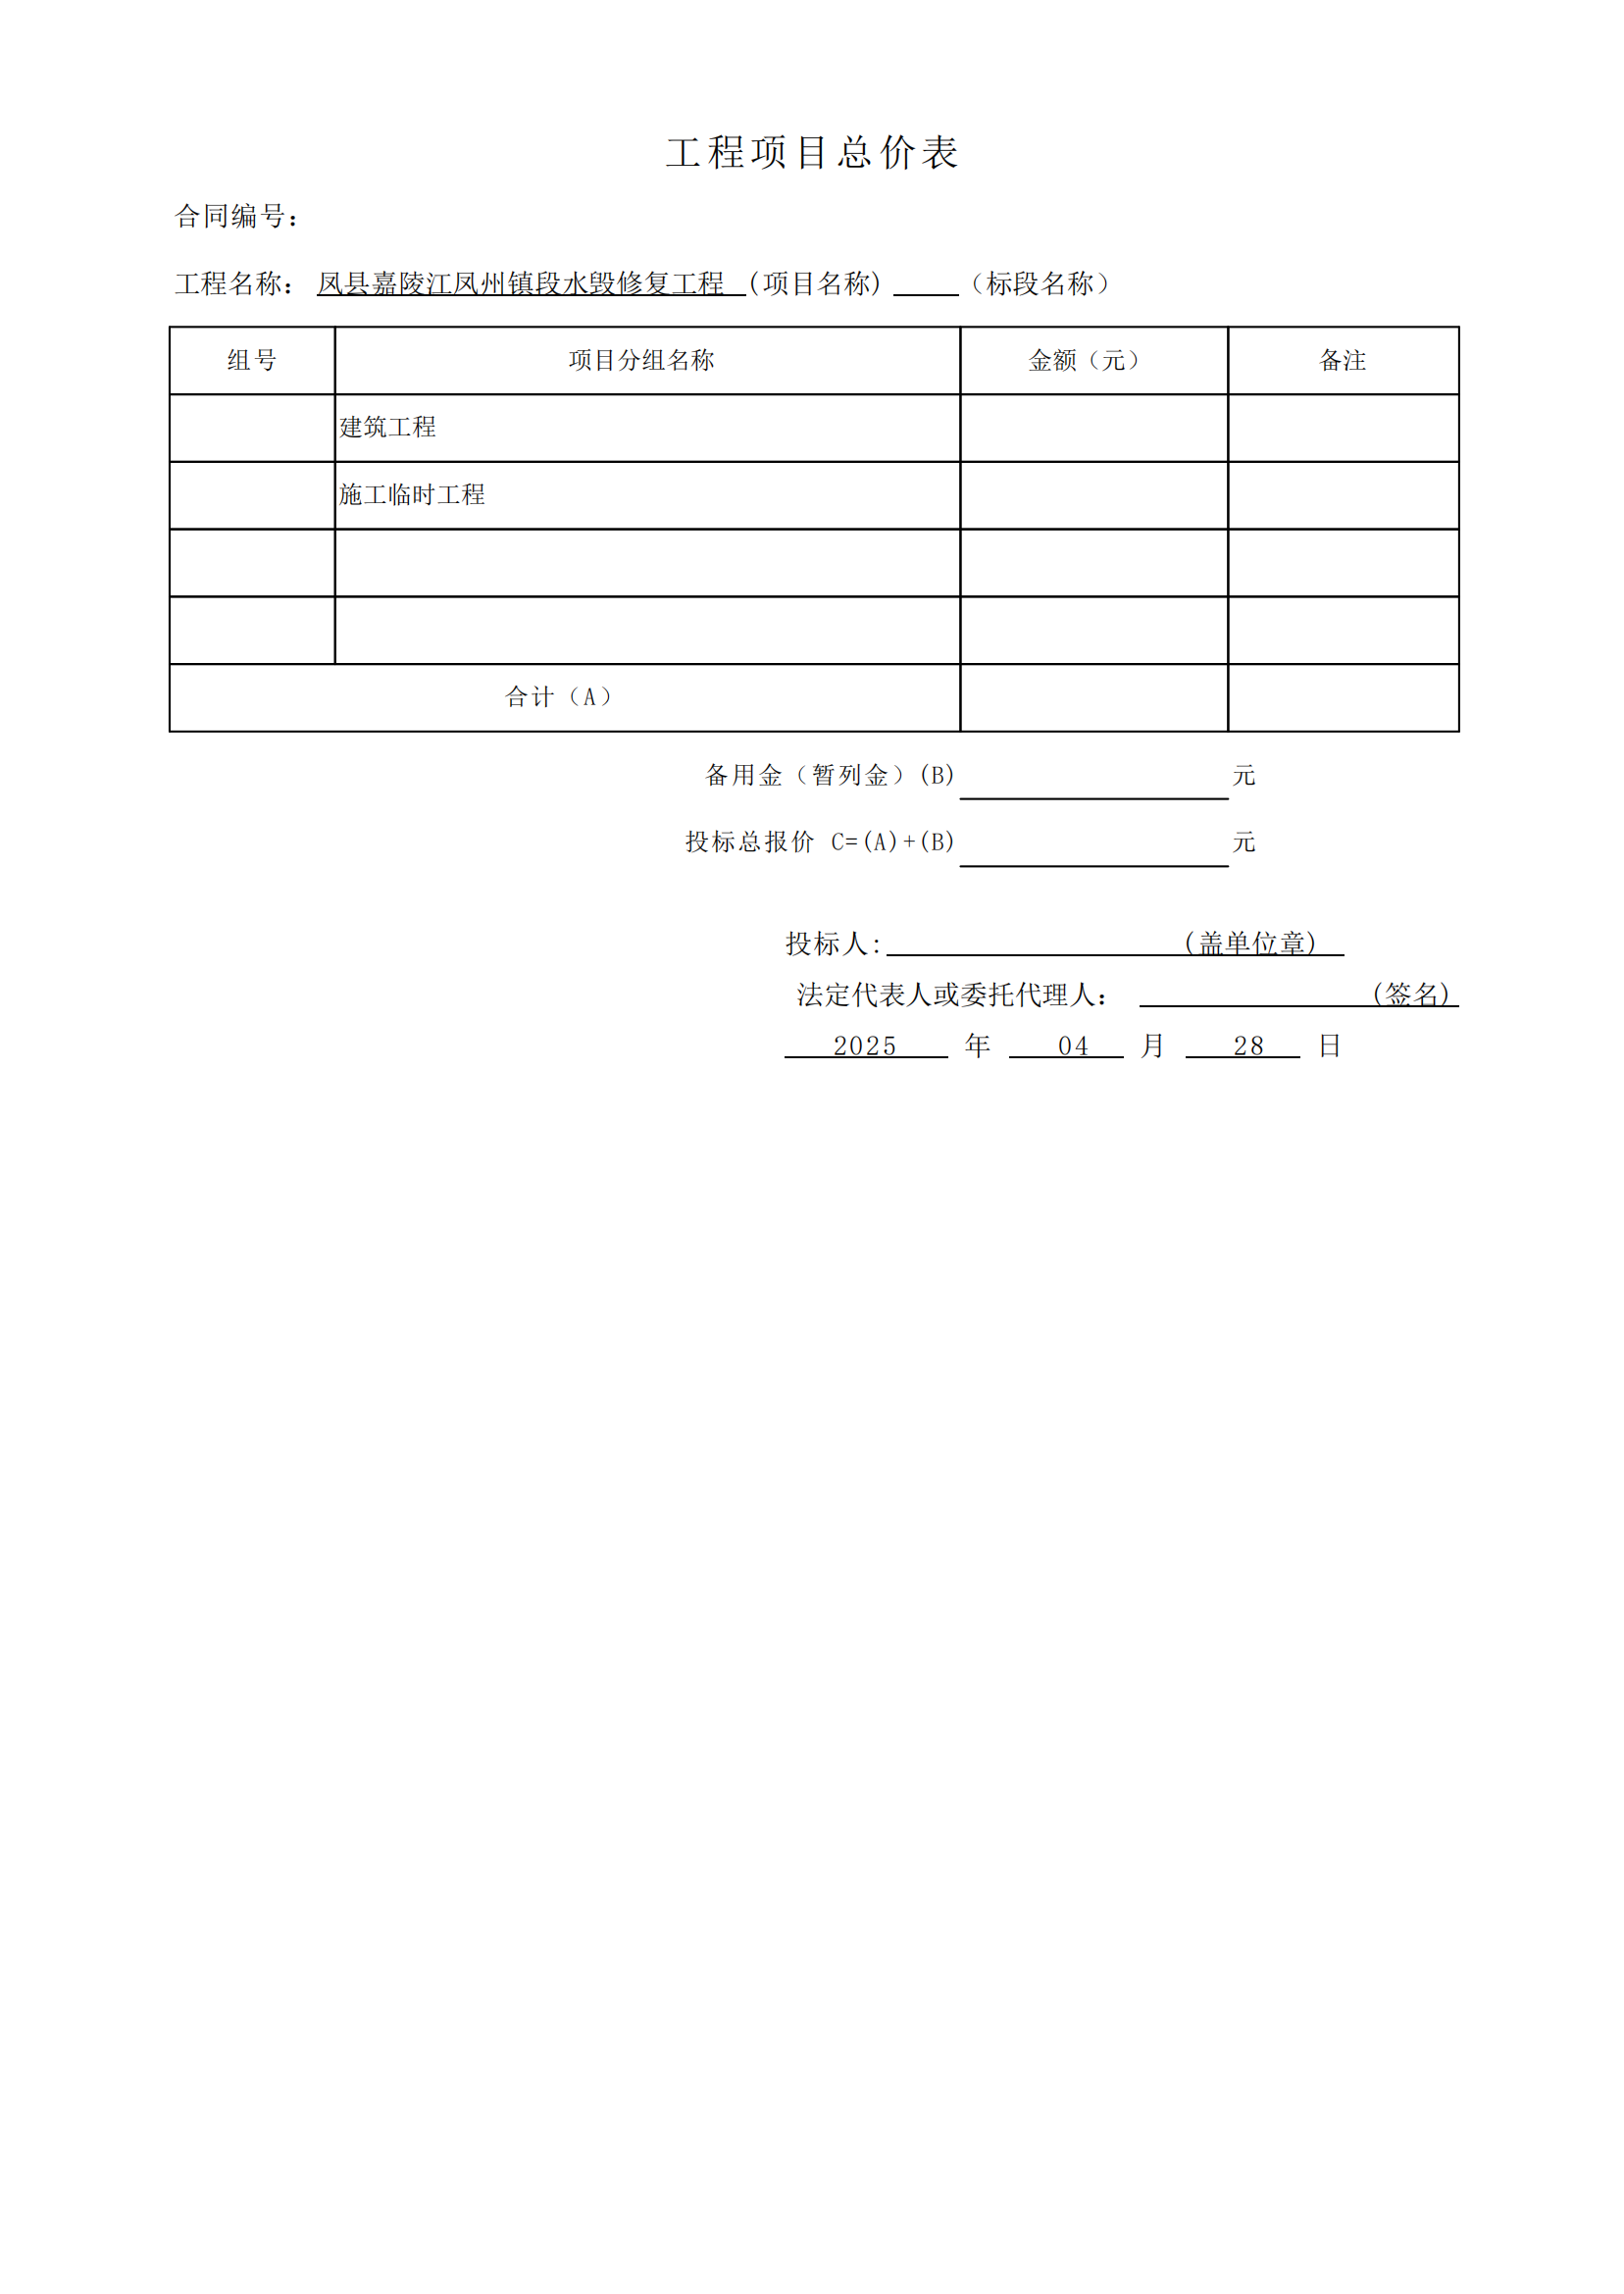 工程项目总价表
合同编号：
工程名称： 凤县嘉陵江凤州镇段水毁修复工程 (项目名称) （标段名称）
组号 项目分组名称 金额（元） 备注
建筑工程
施工临时工程
合计（A）
备用金（暂列金）(B) 元
投标总报价 C=(A)+(B) 元
投标人: (盖单位章)
法定代表人或委托代理人： (签名)
2025 年 04 月 28 日